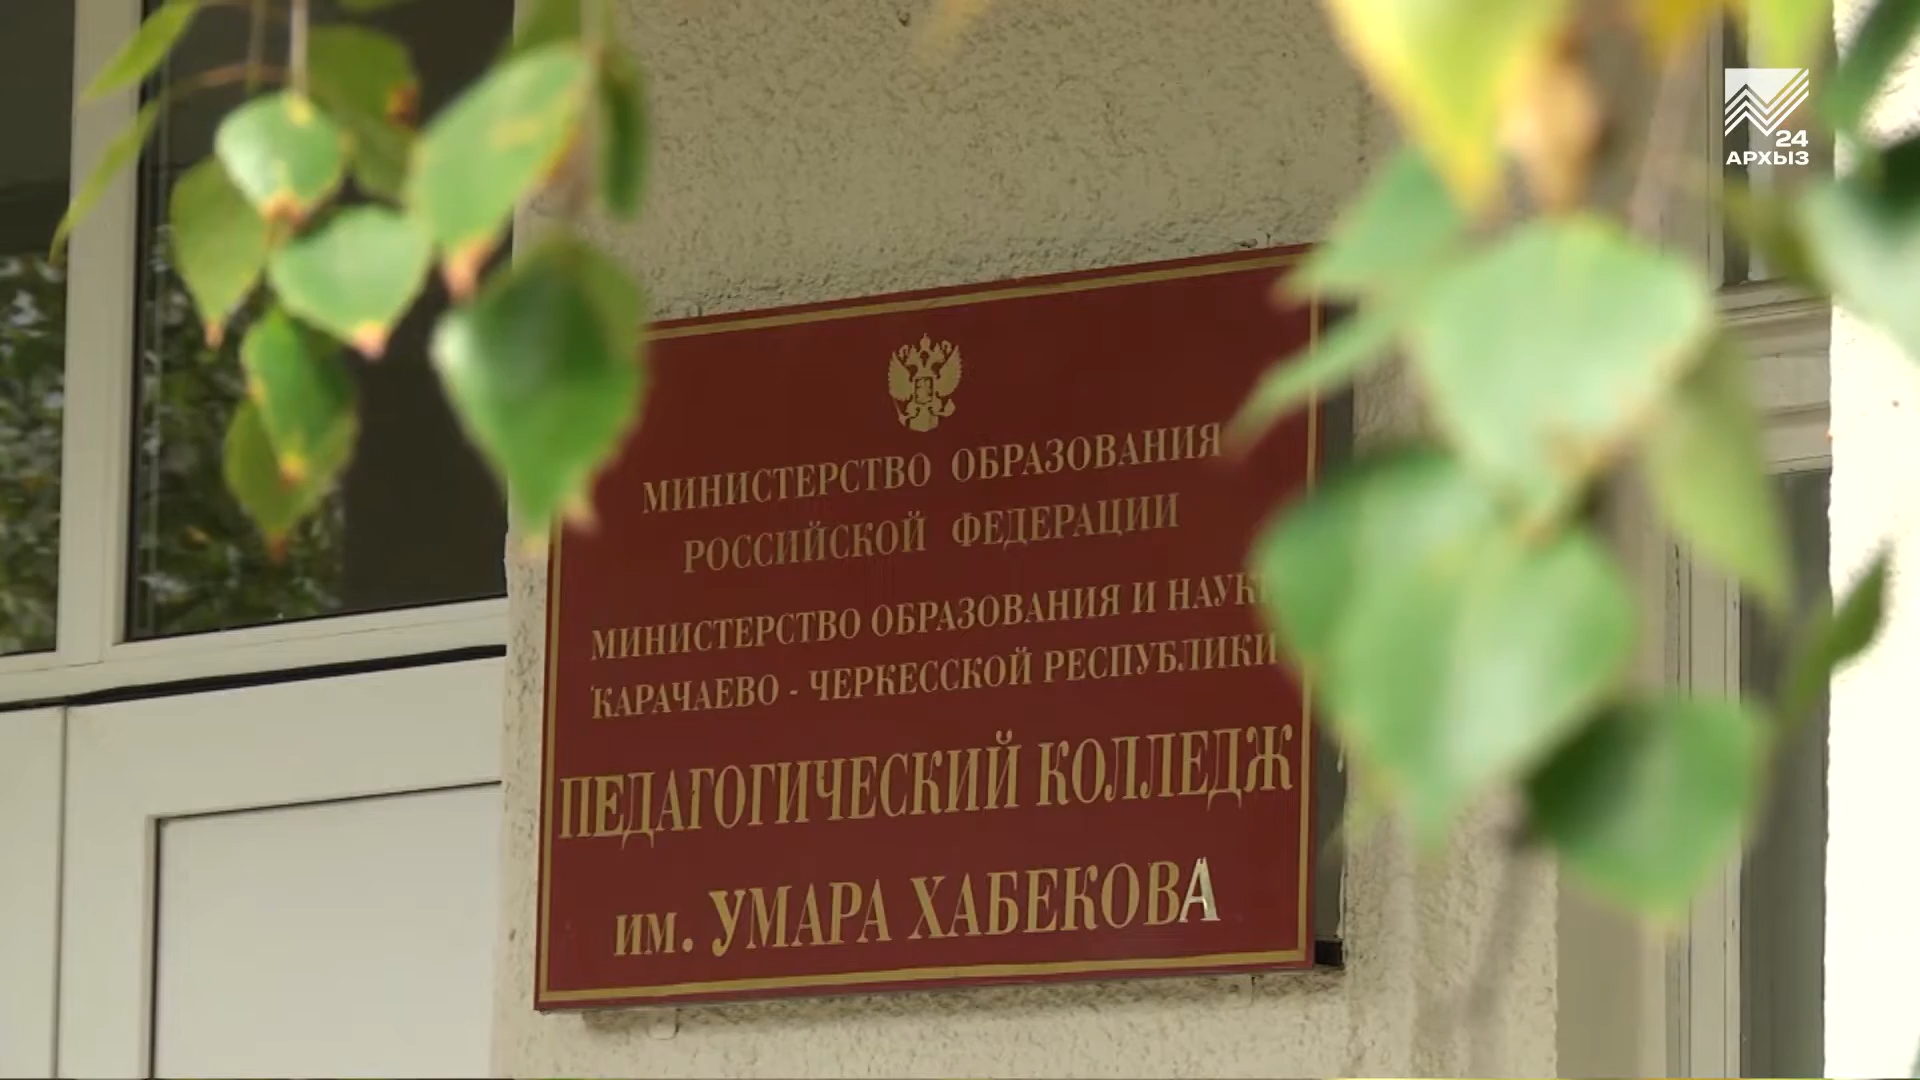 24
АРХЫЗ
МИНИСТЕРСТВО ОБРАЗОВАНИЯ
РОССИЙСКОЙ ФЕДЕРАЦИИ
МИНИСТЕРСТВО ОБРАЗОВАНИЯ И НАУКИ
КАРАЧАЕВО - ЧЕРКЕССКОЙ РЕСПУБЛИКИ
ПЕДАГОГИЧЕСКИЙ КОЛЛЕДЖ
им. УМАРА ХАБЕКОВА